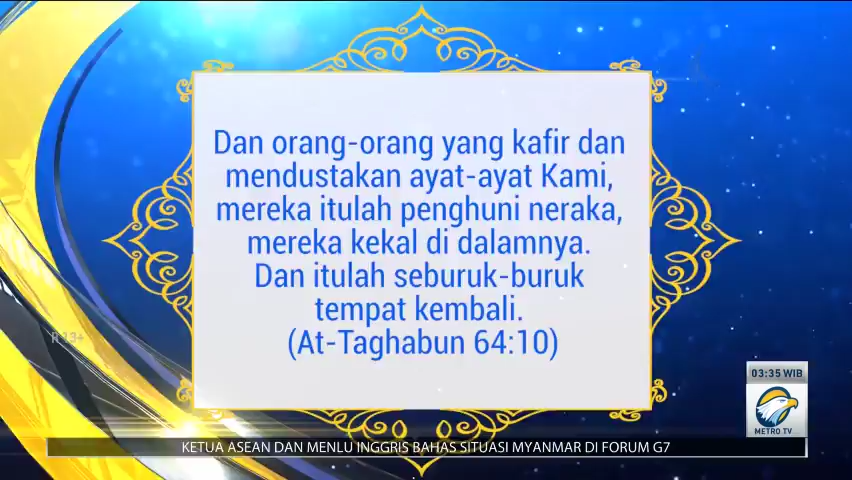 Dan orang-orang yang kafir dan
mendustakan ayat-ayat Kami,
mereka itulah penghuni neraka,
mereka kekal di dalamnya.
Dan itulah seburuk-buruk
tempat kembali.
(At-Taghabun 64:10)
R 13+
03:35 WIB
METRO TV
KETUA ASEAN DAN MENLU INGGRIS BAHAS SITUASI MYANMAR DI FORUM G7